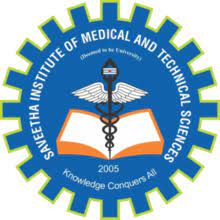 SAVEETHA INSTITUTE OF MEDICAL AND TECHNICAL SCIENCES
(Deemed to be University)
2005
Knowledge Conquers All